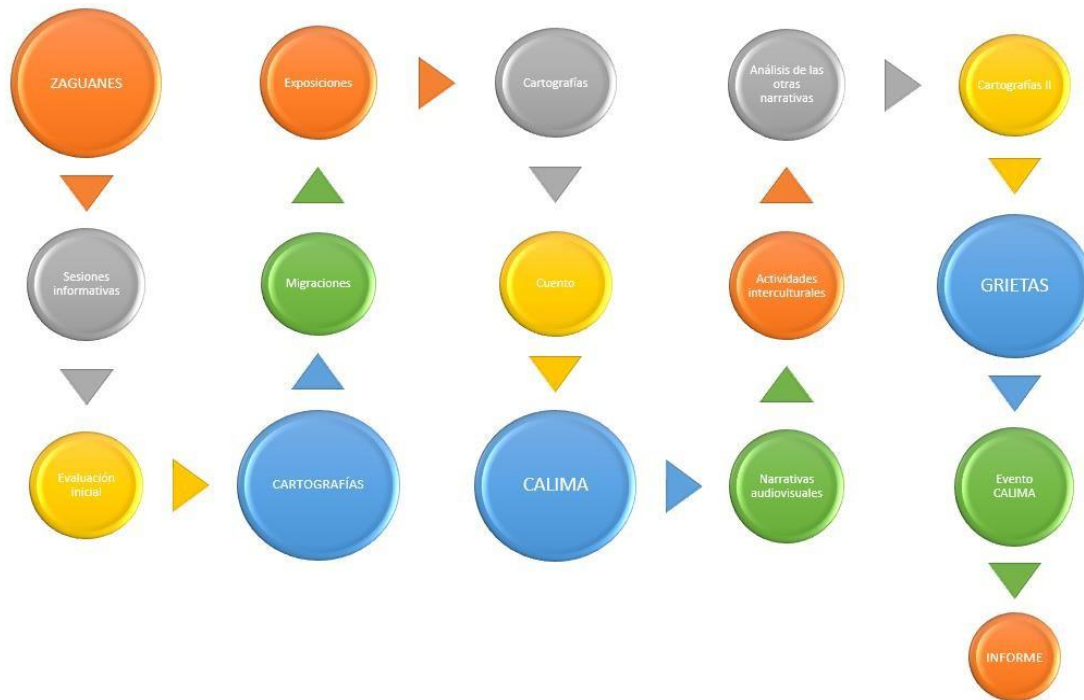 ZAGUANES
Sesiones
informativas
Evaluación
inicial
CARTOGRAFÍAS
Migraciones
Exposiciones
Cartografías
Cuento
CALIMA
Narrativas
audiovisuales
Actividades
interculturales
Análisis de las
otras
narrativas
Cartografías II
GRIETAS
Evento
CALIMA
INFORME